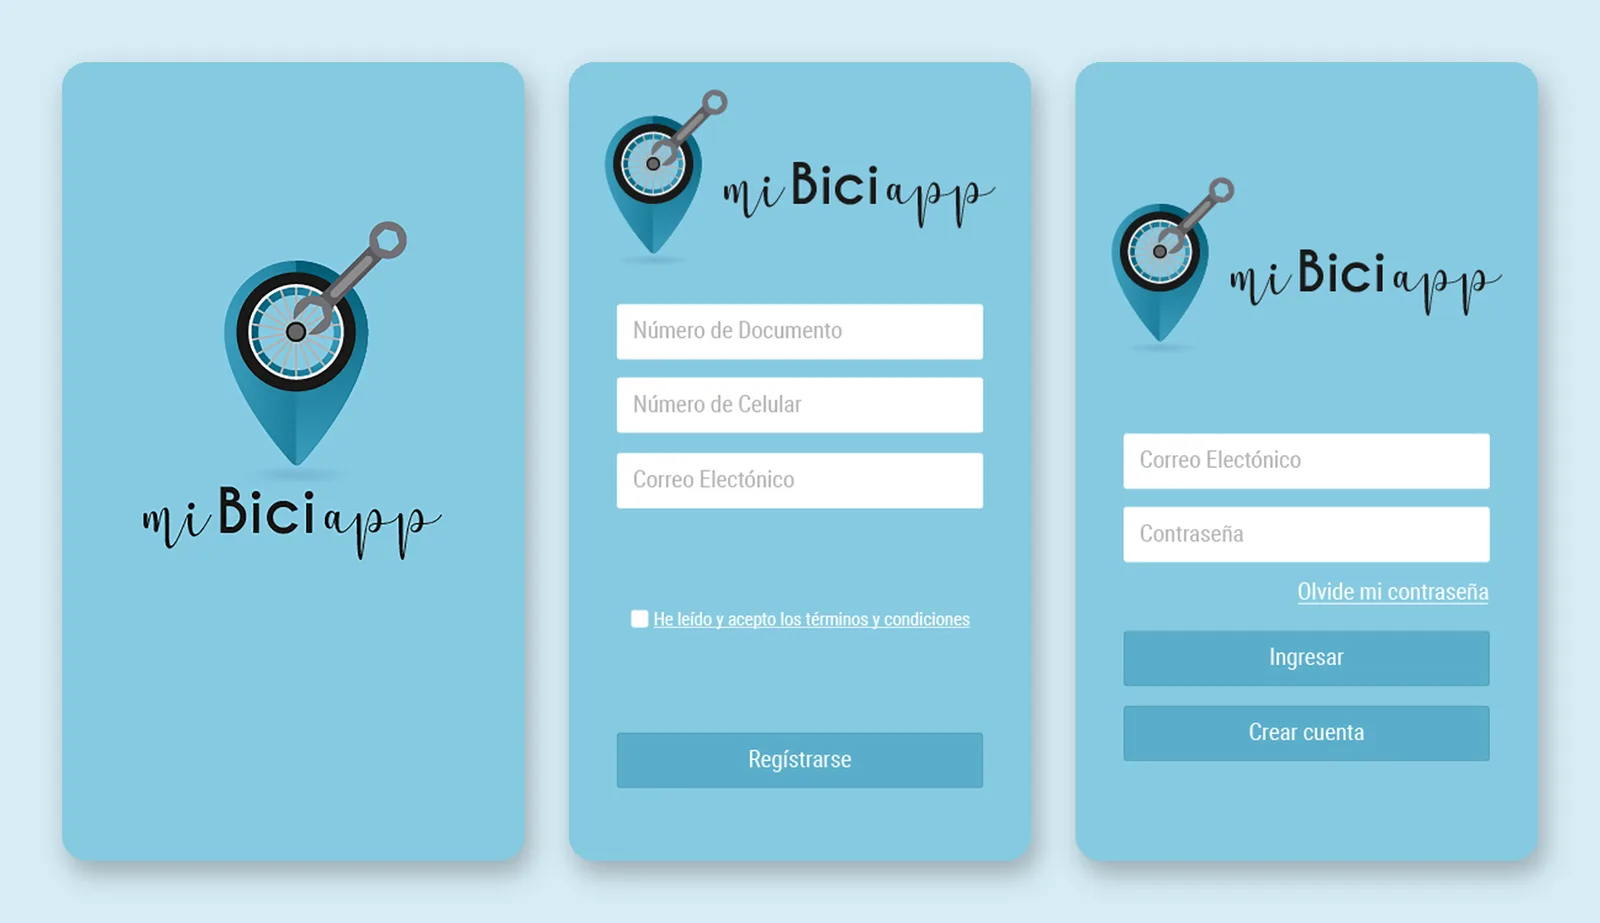 mi Bici app
mi Bici app
Número de Documento
Número de Celular
Correo Electónico
He leído y acepto los términos y condiciones
Regístrarse
mi Bici app
Correo Electónico
Contraseña
Olvide mi contraseña
Ingresar
Crear cuenta